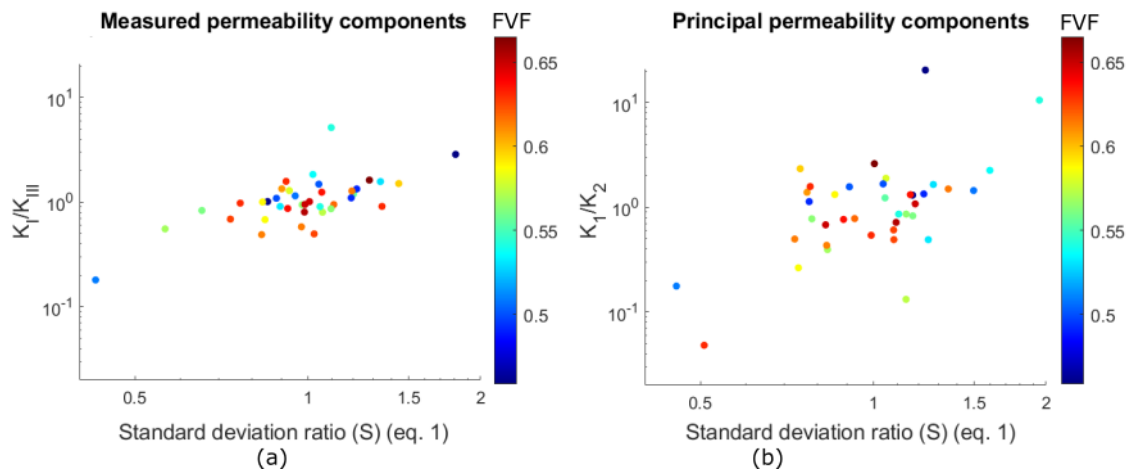 Measured permeability components
FVF
K_I/K_III
10^1
10^0
10^-1
0.5
1
1.5
2
Standard deviation ratio (S) (eq. 1)
(a)
0.65
0.6
0.55
0.5
Principal permeability components
FVF
K_1/K_2
10^1
10^0
10^-1
0.5
1
1.5
2
Standard deviation ratio (S) (eq. 1)
(b)
0.65
0.6
0.55
0.5